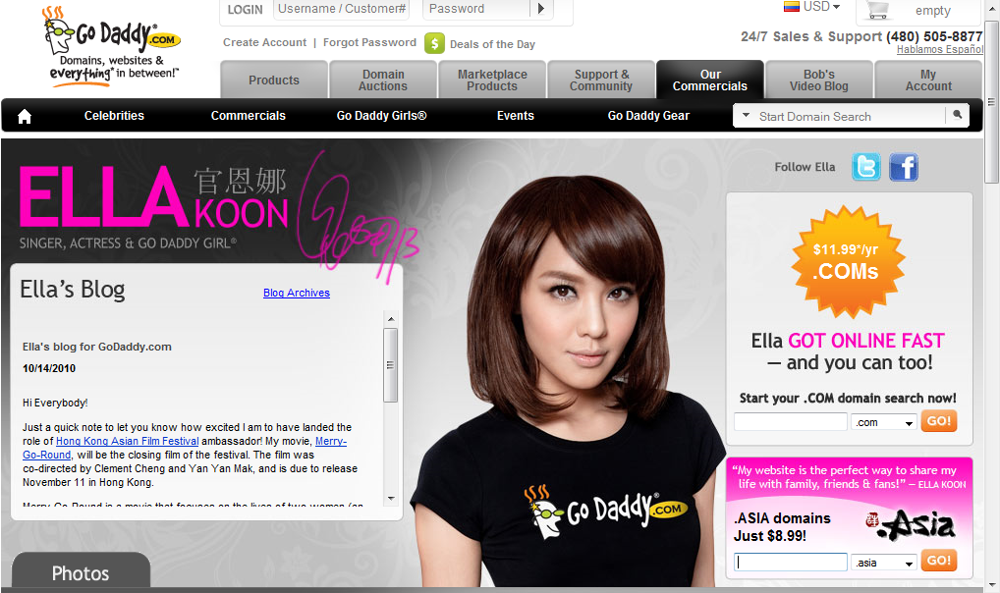 LOGIN Username / Customer# Password
USD
empty
24/7 Sales & Support (480) 505-8877
Hablamos Español
Go Daddy.COM
Domains, websites &
everything* in between!™
Create Account | Forgot Password $ Deals of the Day
Products
Domain Auctions
Marketplace Products
Support & Community
Our Commercials
Bob's Video Blog
My Account
Celebrities Commercials Go Daddy Girls® Events Go Daddy Gear Start Domain Search
ELLA 官恩娜
KOON
SINGER, ACTRESS & GO DADDY GIRL®
Ella's Blog
Blog Archives
Ella's blog for GoDaddy.com
10/14/2010
Hi Everybody!
Just a quick note to let you know how excited I am to have landed the
role of Hong Kong Asian Film Festival ambassador! My movie, Merry-
Go-Round, will be the closing film of the festival. The film was
co-directed by Clement Cheng and Yan Yan Mak, and is due to release
November 11 in Hong Kong.
Merry-Go-Round is a movie that focuses on the lives of two women (an
Photos
Go Daddy.COM
Follow Ella
$11.99*/yr
.COMs
Ella GOT ONLINE FAST
— and you can too!
Start your .COM domain search now!
.com GO!
“My website is the perfect way to share my
life with family, friends & fans!” — ELLA KOON
.ASIA domains
Just $8.99!
.Asia
.asia GO!